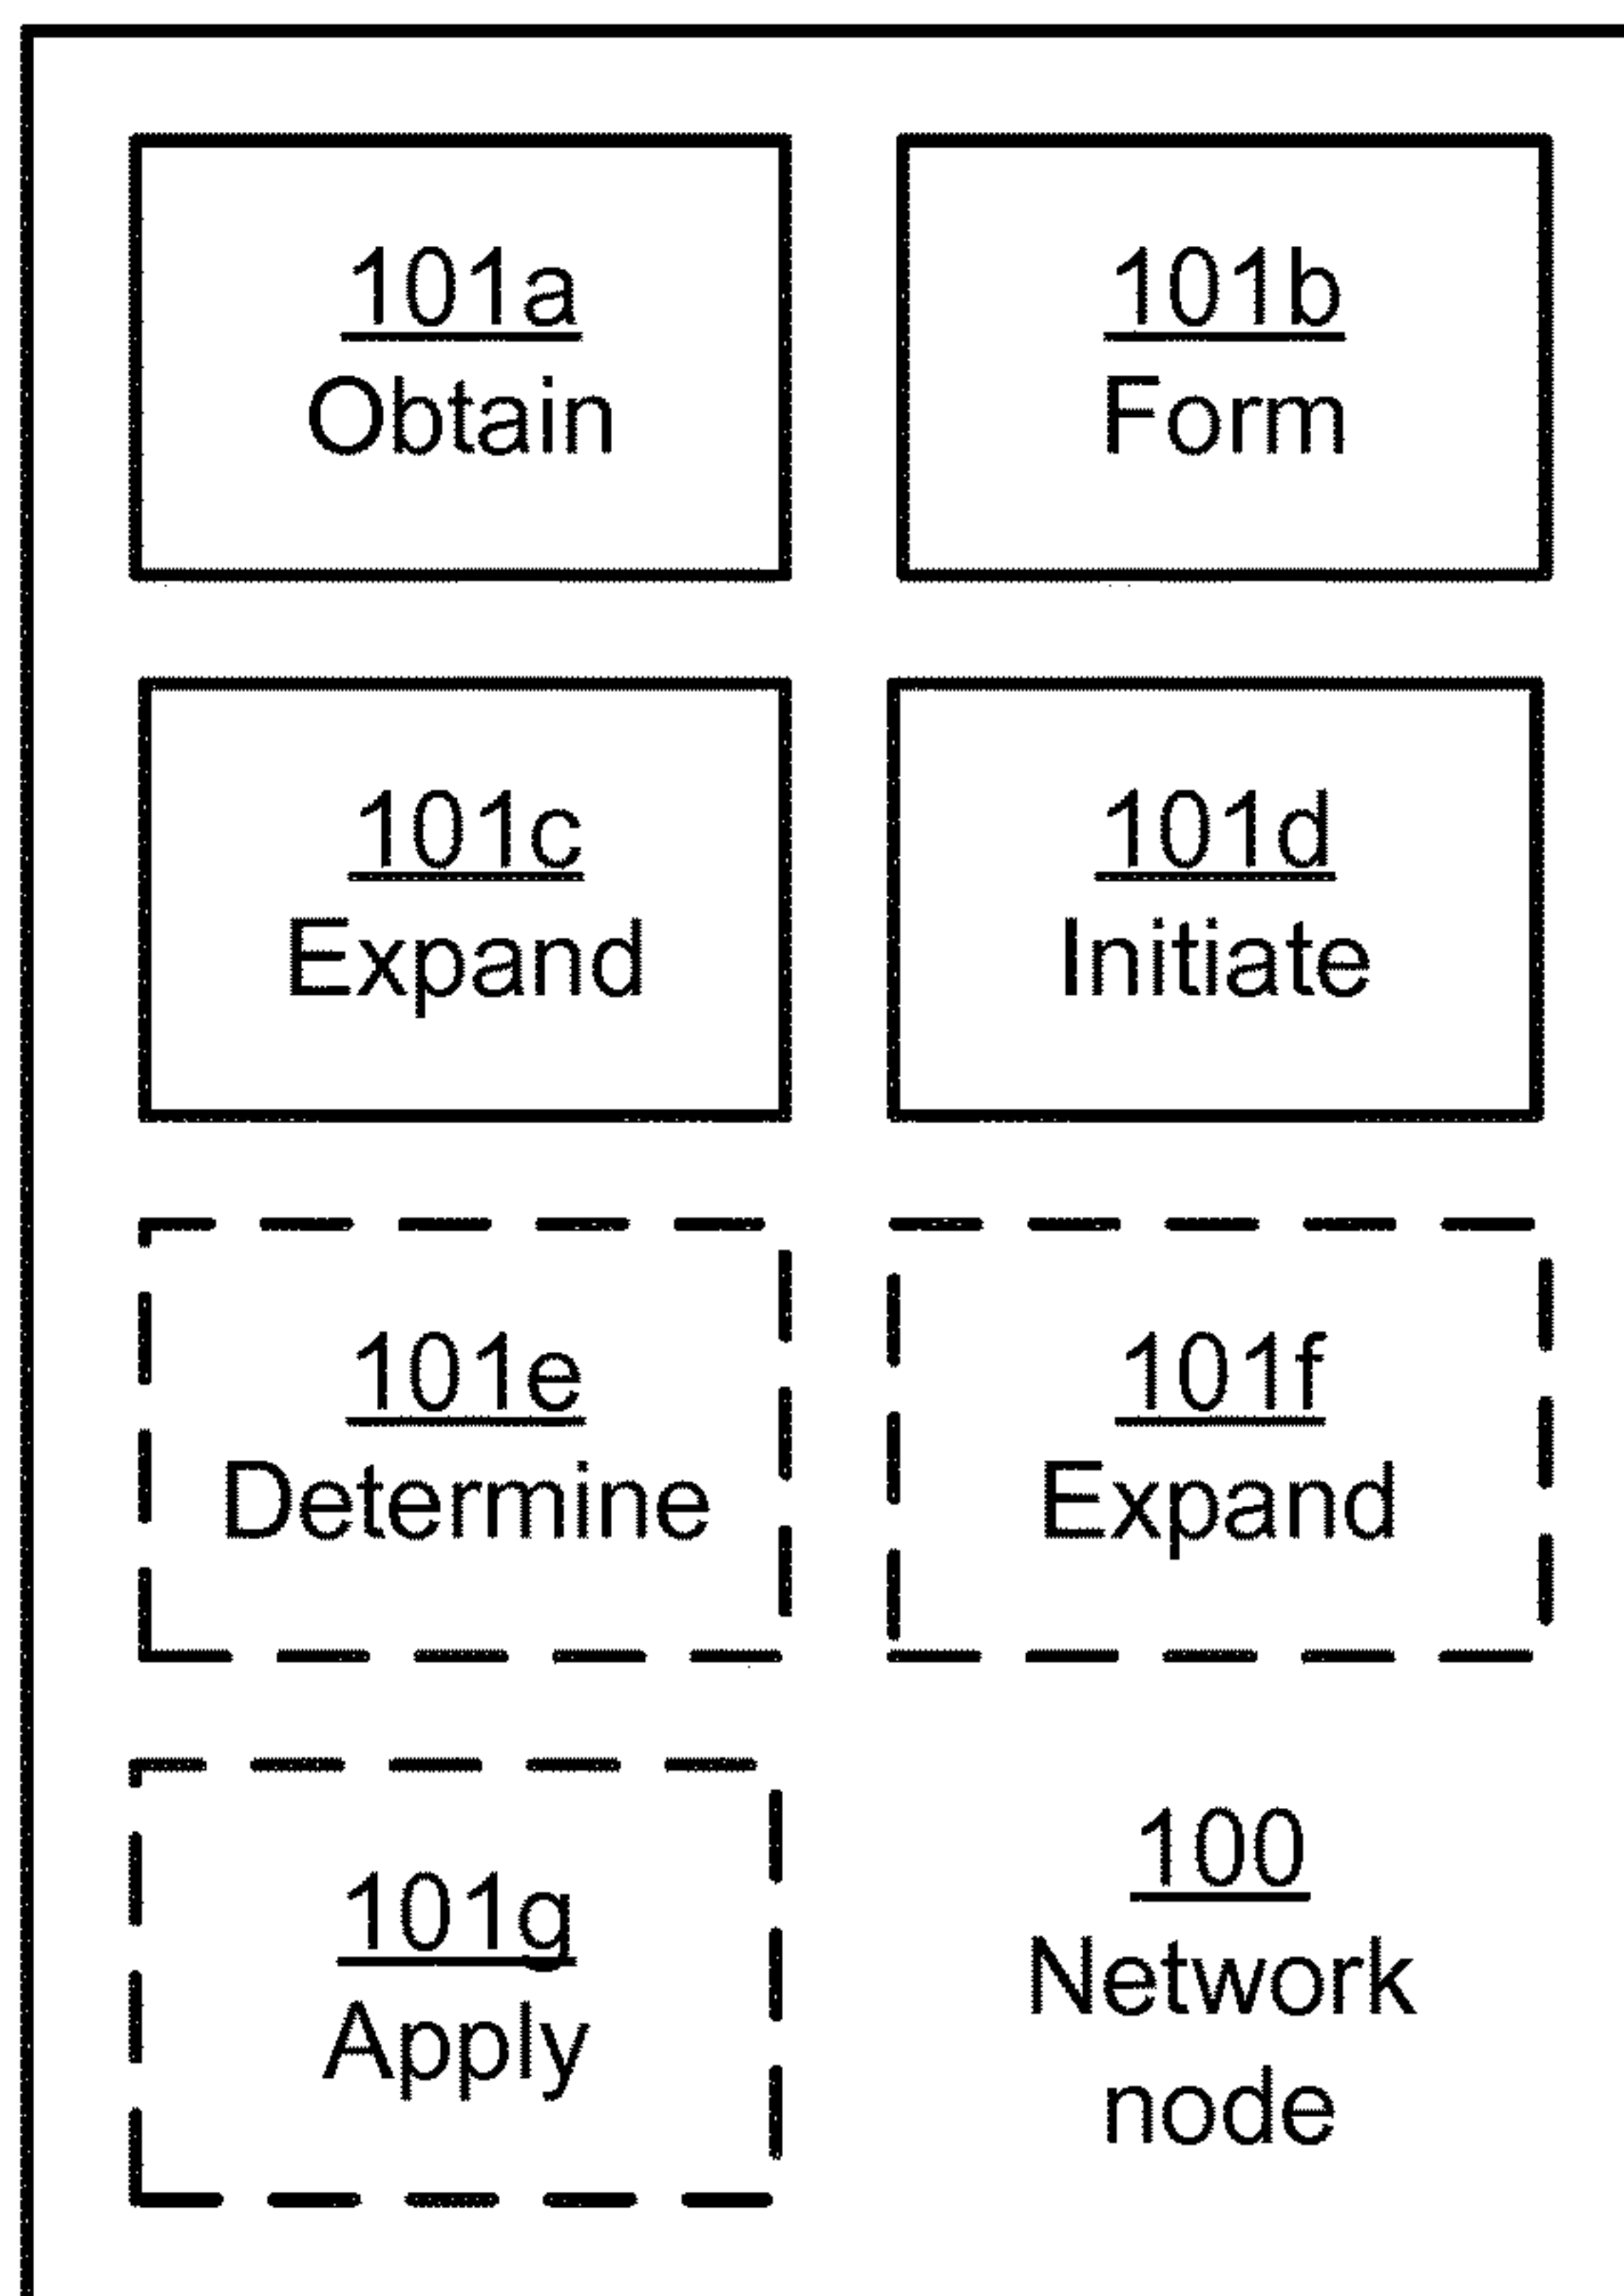 101a
Obtain
101b
Form
101c
Expand
101d
Initiate
101e
Determine
101f
Expand
101g
Apply
100
Network
node